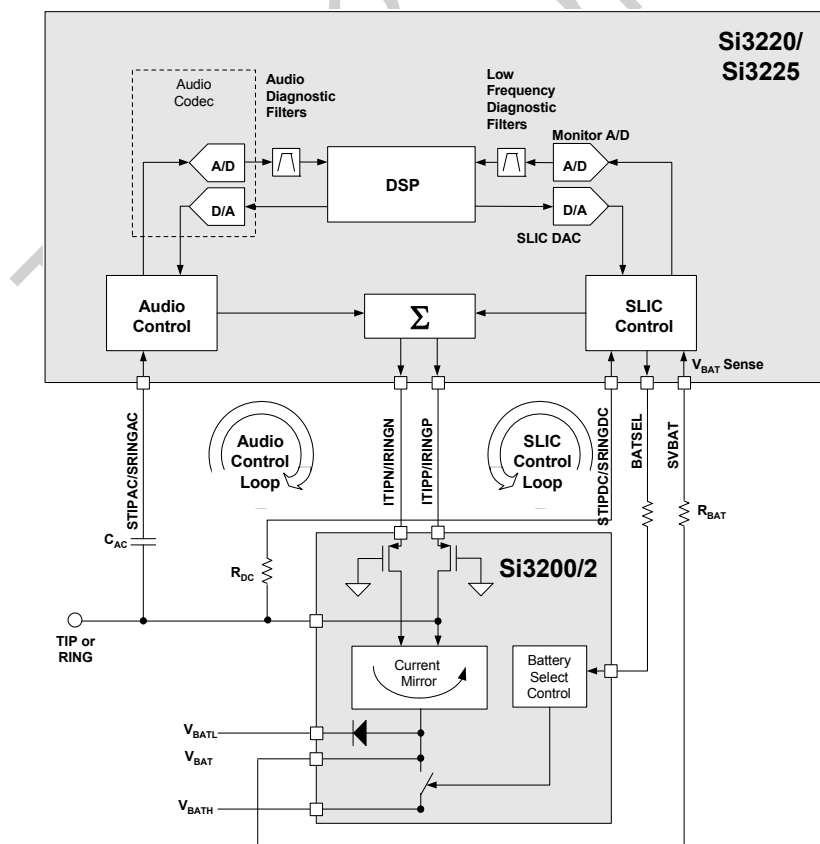 Si3220/
Si3225
Audio
Codec
Audio
Diagnostic
Filters
Low
Frequency
Diagnostic
Filters
Monitor A/D
A/D
DSP
A/D
D/A
D/A
SLIC DAC
Audio
Control
Σ
SLIC
Control
VBAT Sense
STIPAC/SRINGAC
Audio
Control
Loop
ITIPN/IRINGN
ITIPP/IRINGP
SLIC
Control
Loop
STIPDC/SRINGDC
BATSEL
SVBAT
RBAT
CAC
RDC
Si3200/2
TIP or
RING
Current
Mirror
Battery
Select
Control
VBATL
VBAT
VBATH